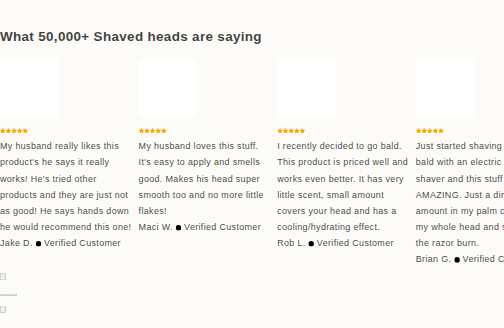 What 50,000+ Shaved heads are saying
My husband really likes this
product's he says it really
works! He's tried other
products and they are just not
as good! He says hands down
he would recommend this one!
Jake D. ● Verified Customer
My husband loves this stuff.
It's easy to apply and smells
good. Makes his head super
smooth too and no more little
flakes!
Maci W. ● Verified Customer
I recently decided to go bald.
This product is priced well and
works even better. It has very
little scent, small amount
covers your head and has a
cooling/hydrating effect.
Rob L. ● Verified Customer
Just started shaving
bald with an electric
shaver and this stuff
AMAZING. Just a
amount in my palm
my whole head and
the razor burn.
Brian G. ● Verified